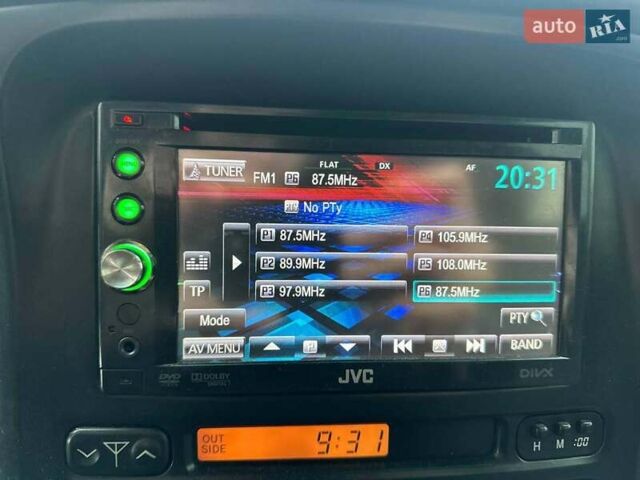 auto RIA.com
FLAT DX AF
TUNER FM1 P6 87.5MHz 20:31
No PTy
P1 87.5MHz P4 105.9MHz
P2 89.9MHz P5 108.0MHz
TP P3 97.9MHz P6 87.5MHz
Mode PTY
AV MENU P BAND
DVD DOLBY DIGITAL JVC DIVX
OUT SIDE 9:31
H M :00